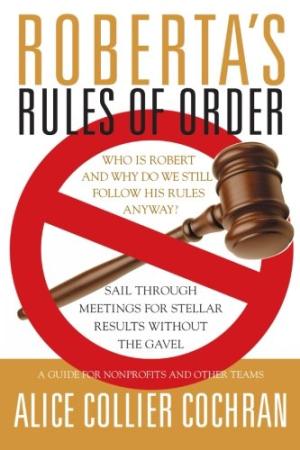 ROBERTA'S
RULES OF ORDER
WHO IS ROBERT
AND WHY DO WE STILL
FOLLOW HIS RULES
ANYWAY?
SAIL THROUGH
MEETINGS FOR STELLAR
RESULTS WITHOUT
THE GAVEL
A GUIDE FOR NONPROFITS AND OTHER TEAMS
ALICE COLLIER COCHRAN